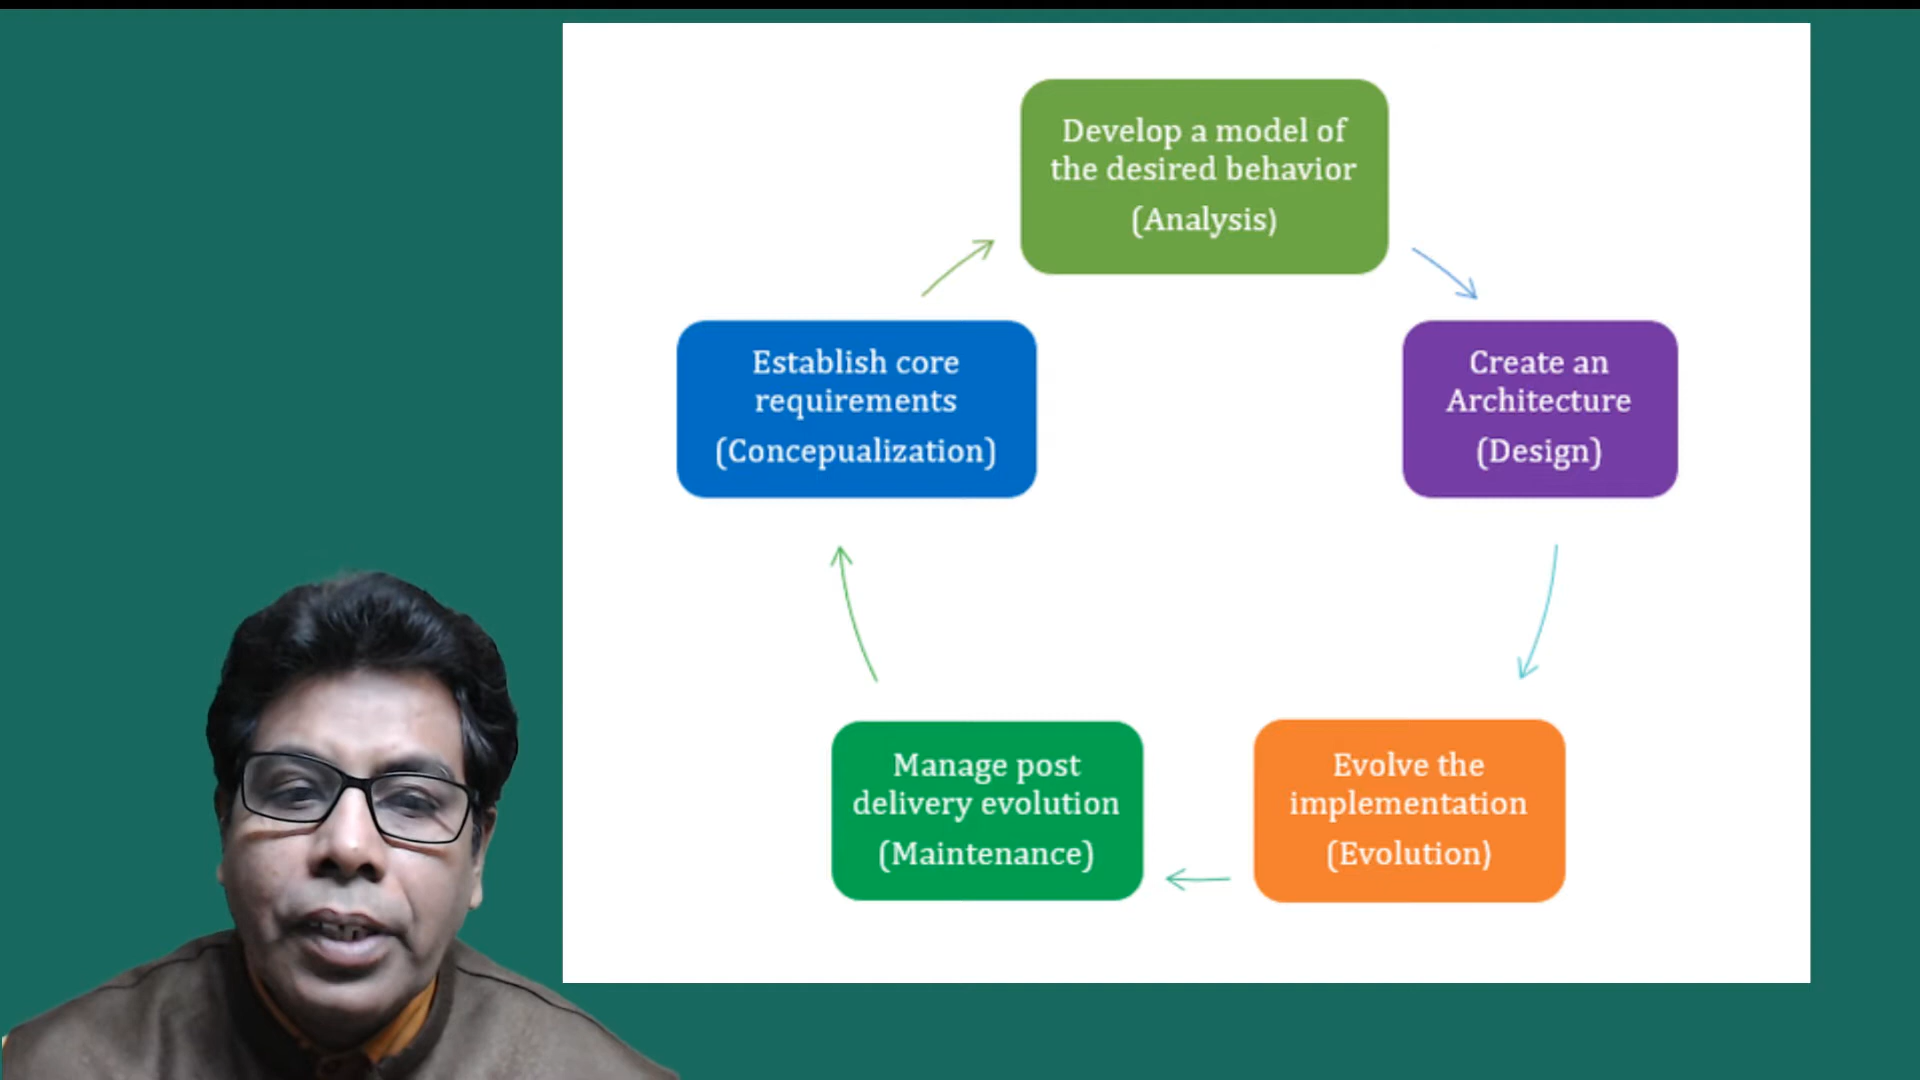 Develop a model of
the desired behavior
(Analysis)
Establish core
requirements
(Concepualization)
Create an
Architecture
(Design)
Manage post
delivery evolution
(Maintenance)
Evolve the
implementation
(Evolution)